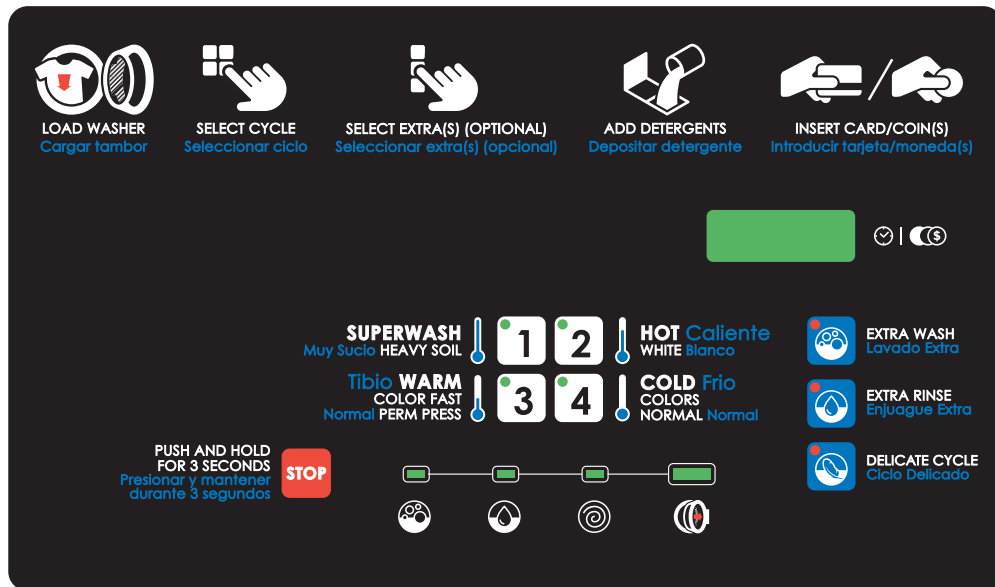 LOAD WASHER
Cargar tambor
SELECT CYCLE
Seleccionar ciclo
SELECT EXTRA(S) (OPTIONAL)
Seleccionar extra(s) (opcional)
ADD DETERGENTS
Depositar detergente
INSERT CARD/COIN(S)
Introducir tarjeta/moneda(s)
$
SUPERWASH
Muy Sucio HEAVY SOIL
1
2
HOT Caliente
WHITE Blanco
Tibio WARM
COLOR FAST
Normal PERM PRESS
3
4
COLD Frio
COLORS
NORMAL Normal
EXTRA WASH
Lavado Extra
EXTRA RINSE
Enjuague Extra
DELICATE CYCLE
Ciclo Delicado
PUSH AND HOLD
FOR 3 SECONDS
Presionar y mantener
durante 3 segundos
STOP